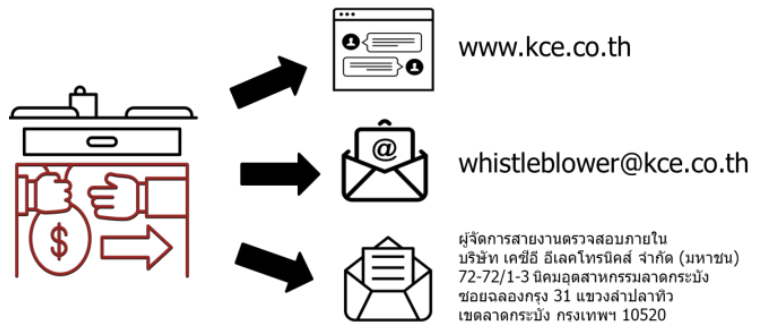 www.kce.co.th
@
whistleblower@kce.co.th
$
ผู้จัดการสายงานตรวจสอบภายใน
บริษัท เคซีอี อีเลคโทรนิคส์ จำกัด (มหาชน)
72-72/1-3 นิคมอุตสาหกรรมลาดกระบัง
ซอยฉลองกรุง 31 แขวงลำปลาทิว
เขตลาดกระบัง กรุงเทพฯ 10520